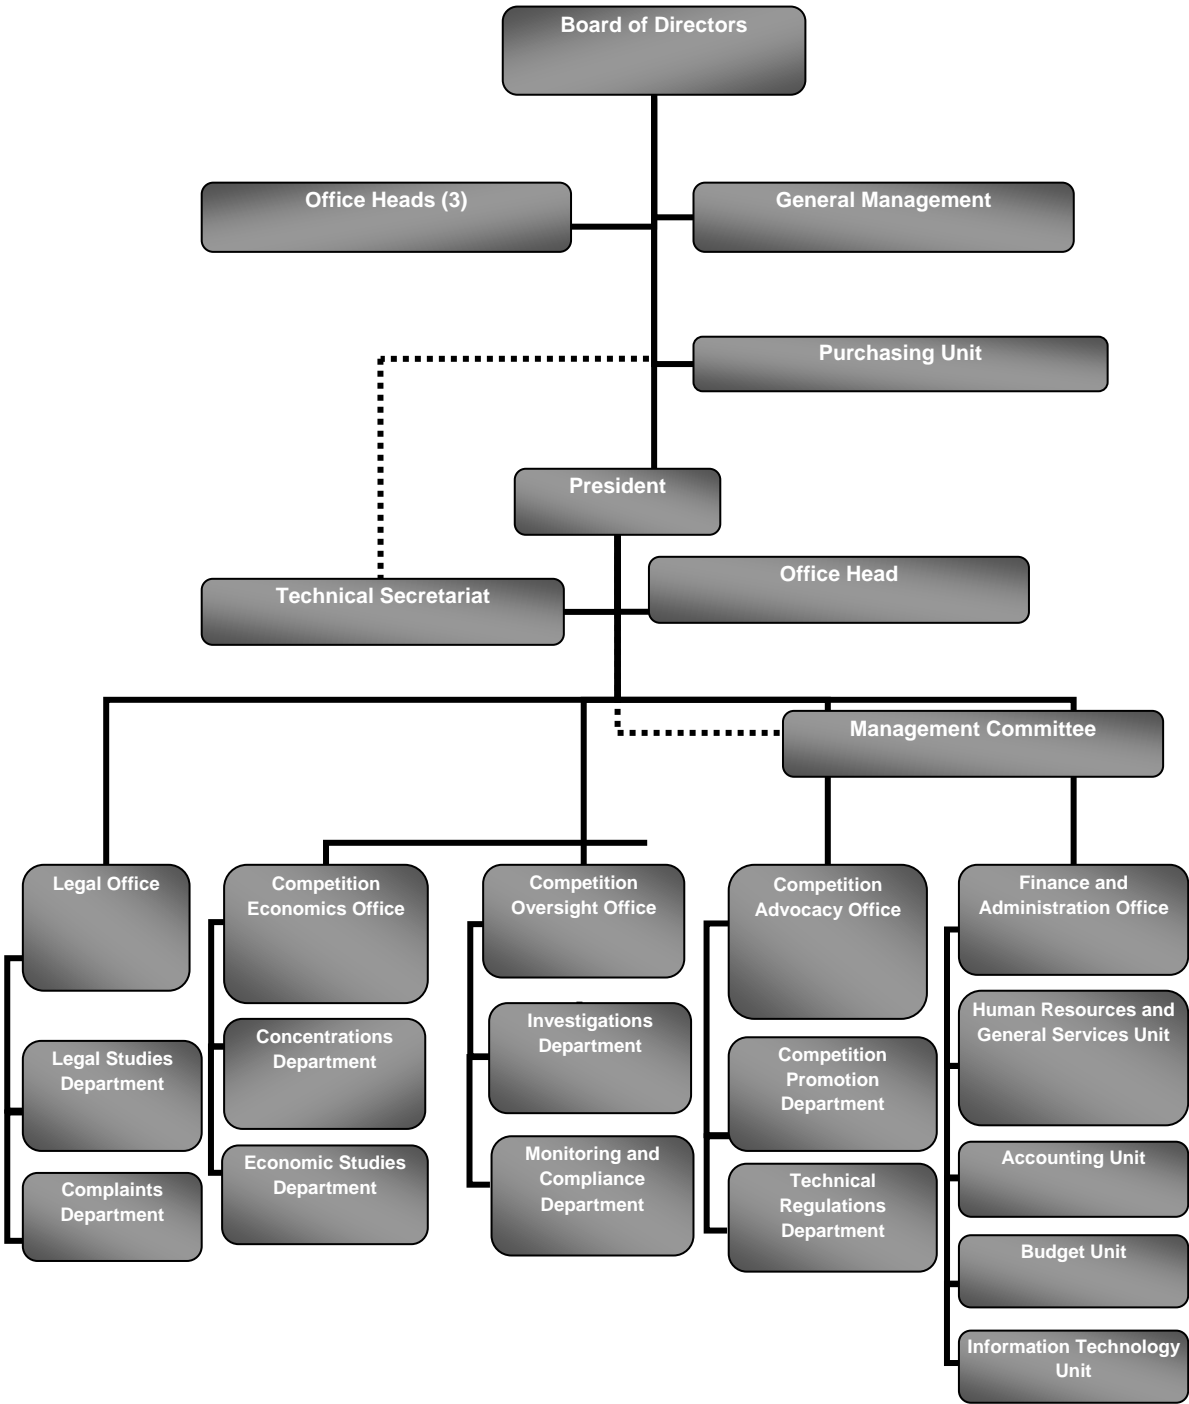 Board of Directors
Office Heads (3)
General Management
Purchasing Unit
President
Office Head
Technical Secretariat
Management Committee
Legal Office
Legal Studies
Department
Complaints
Department
Competition
Economics Office
Concentrations
Department
Economic Studies
Department
Competition
Oversight Office
Investigations
Department
Monitoring and
Compliance
Department
Competition
Advocacy Office
Competition
Promotion
Department
Technical
Regulations
Department
Finance and
Administration Office
Human Resources and
General Services Unit
Accounting Unit
Budget Unit
Information Technology
Unit